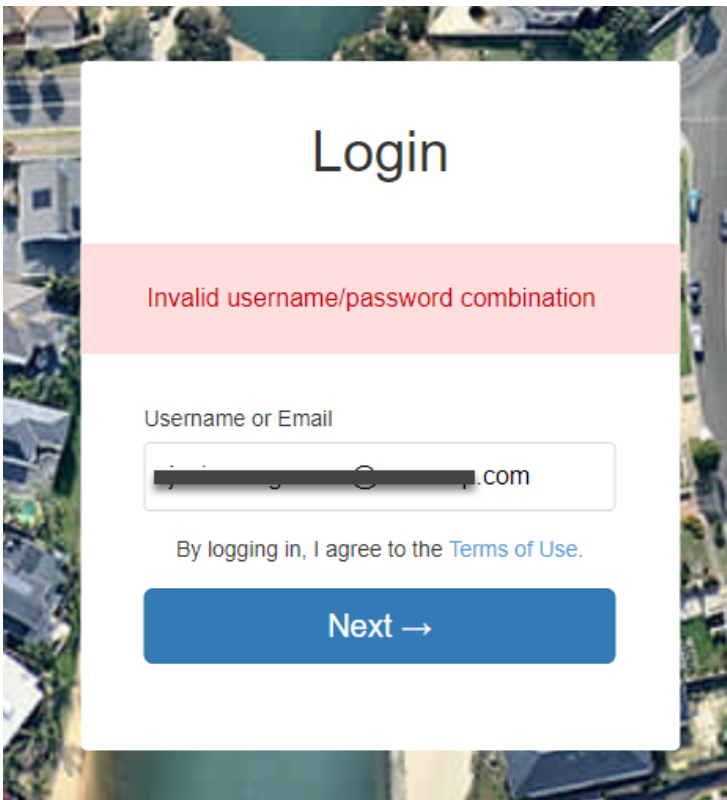 Login
Invalid username/password combination
Username or Email
.com
By logging in, I agree to the Terms of Use.
Next →